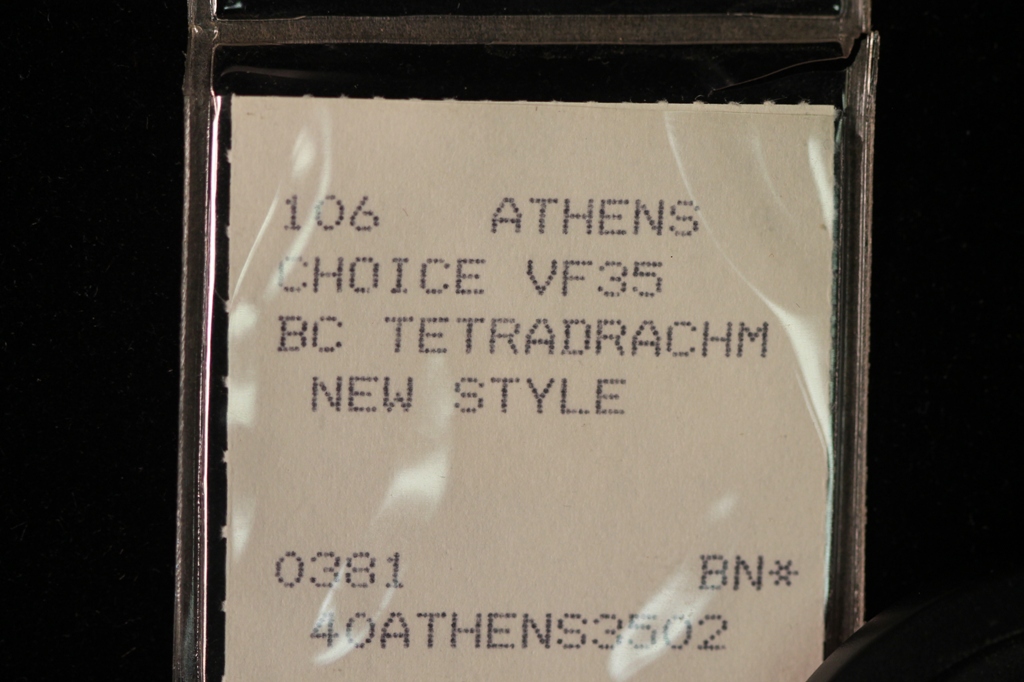 106 ATHENS
CHOICE VF35
BC TETRADRACHM
NEW STYLE
0381 BN*
40ATHENS3502